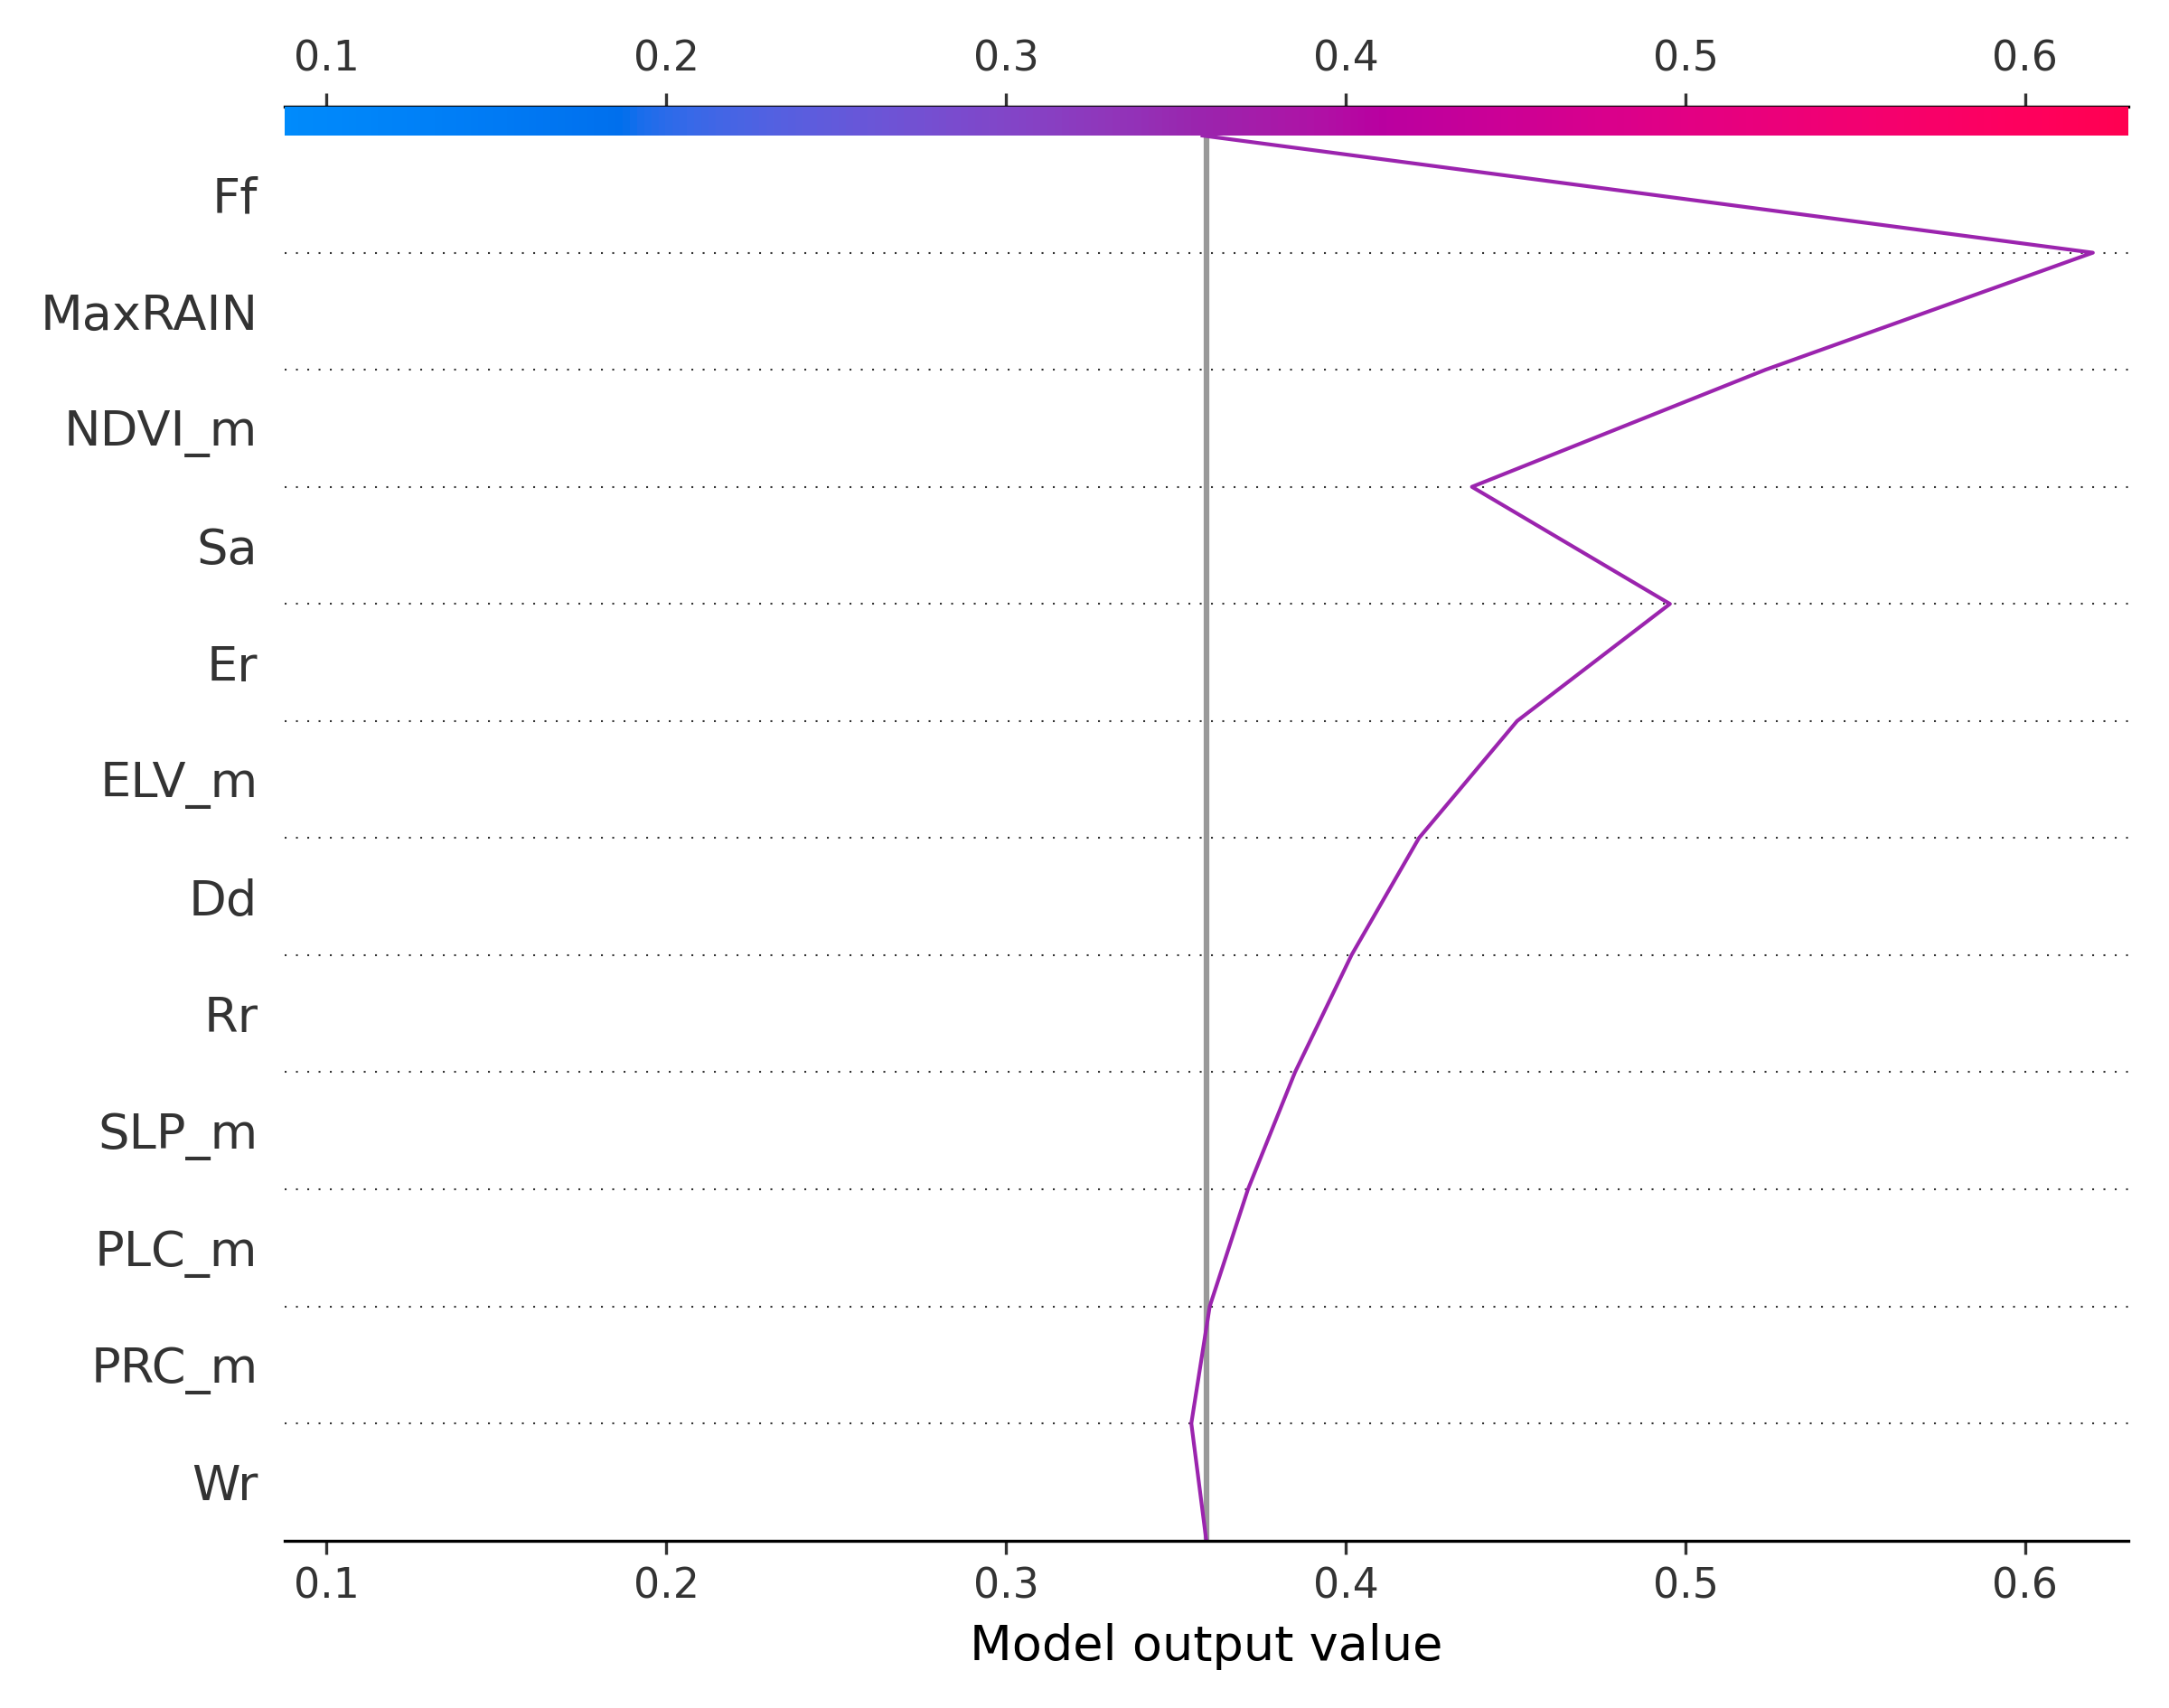 0.1 0.2 0.3 0.4 0.5 0.6
Ff
MaxRAIN
NDVI_m
Sa
Er
ELV_m
Dd
Rr
SLP_m
PLC_m
PRC_m
Wr
0.1 0.2 0.3 0.4 0.5 0.6
Model output value